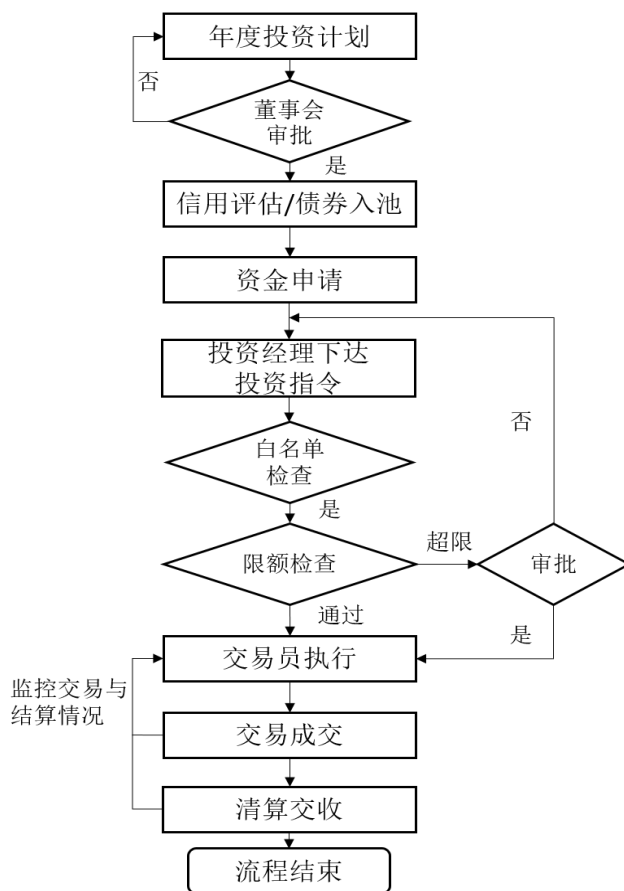 年度投资计划
否
董事会
审批
是
信用评估/债券入池
资金申请
投资经理下达
投资指令
否
白名单
检查
是
限额检查
超限
审批
通过
是
交易员执行
监控交易与
结算情况
交易成交
清算交收
流程结束